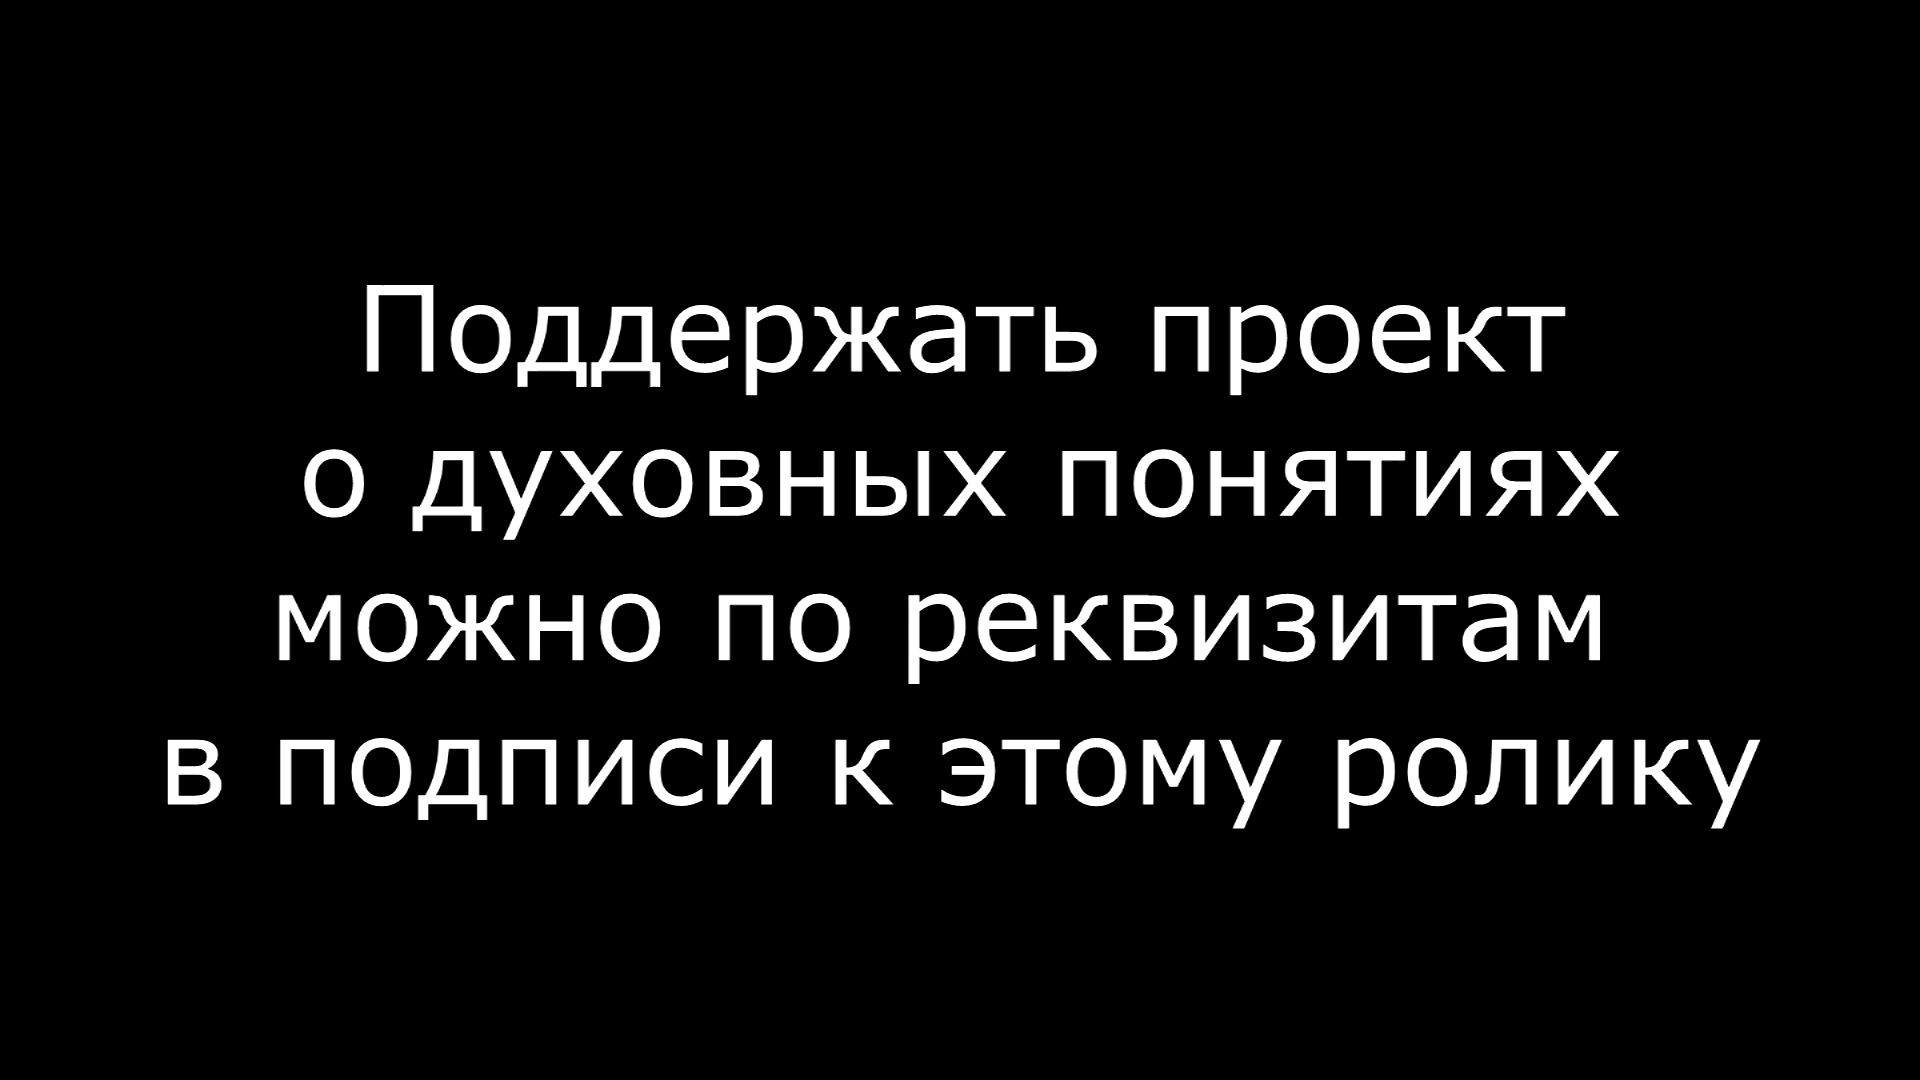 Поддержать проект
о духовных понятиях
можно по реквизитам
в подписи к этому ролику